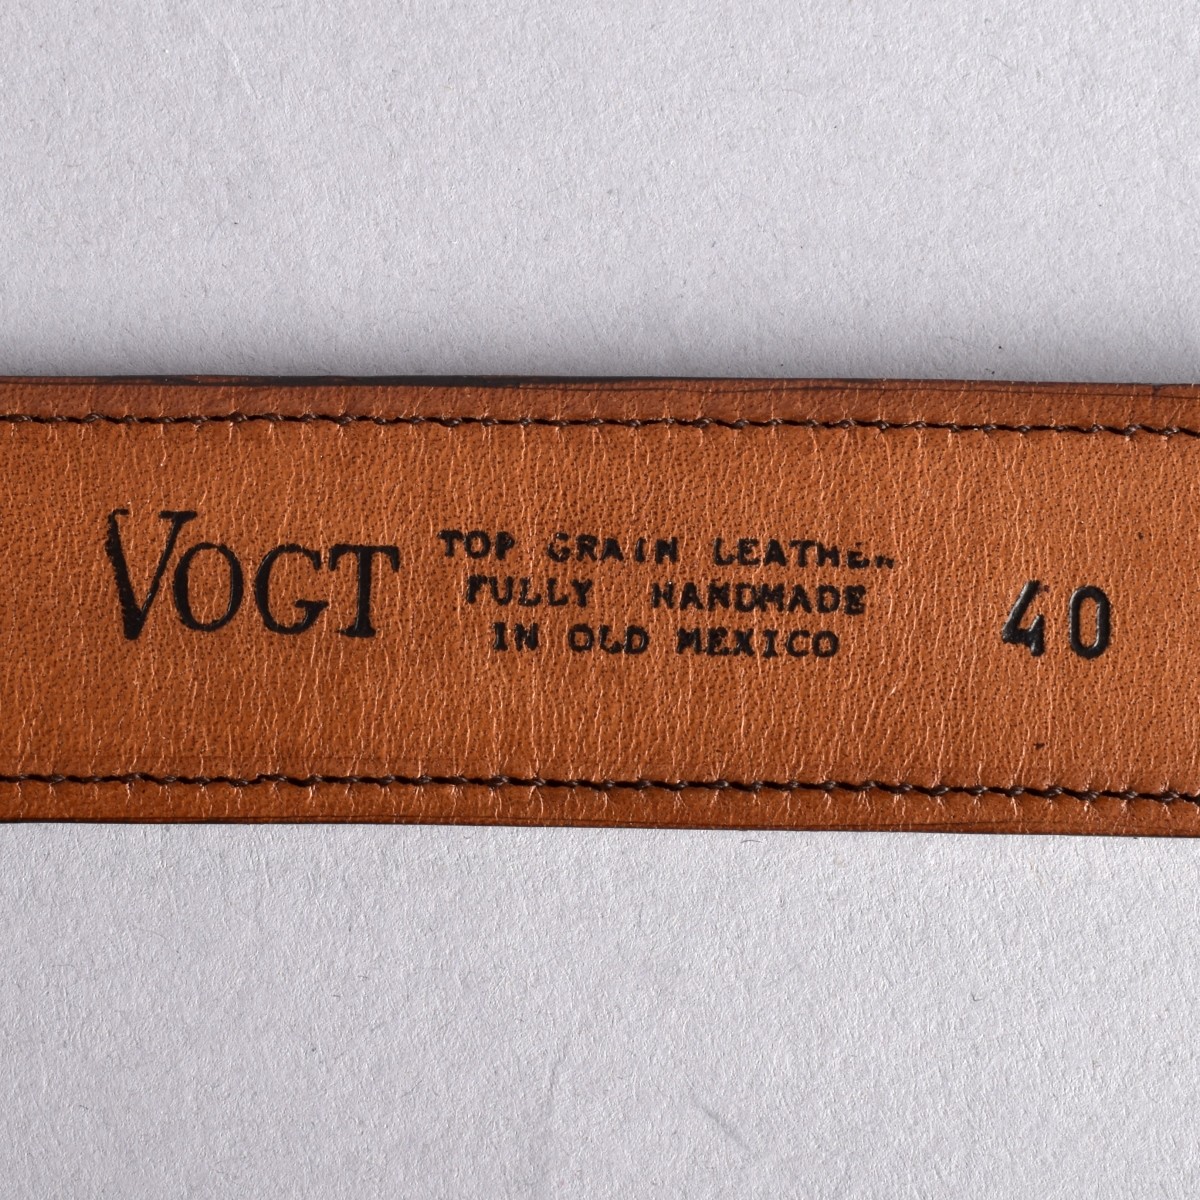 VOGT
TOP GRAIN LEATHER
FULLY HANDMADE
IN OLD MEXICO
40